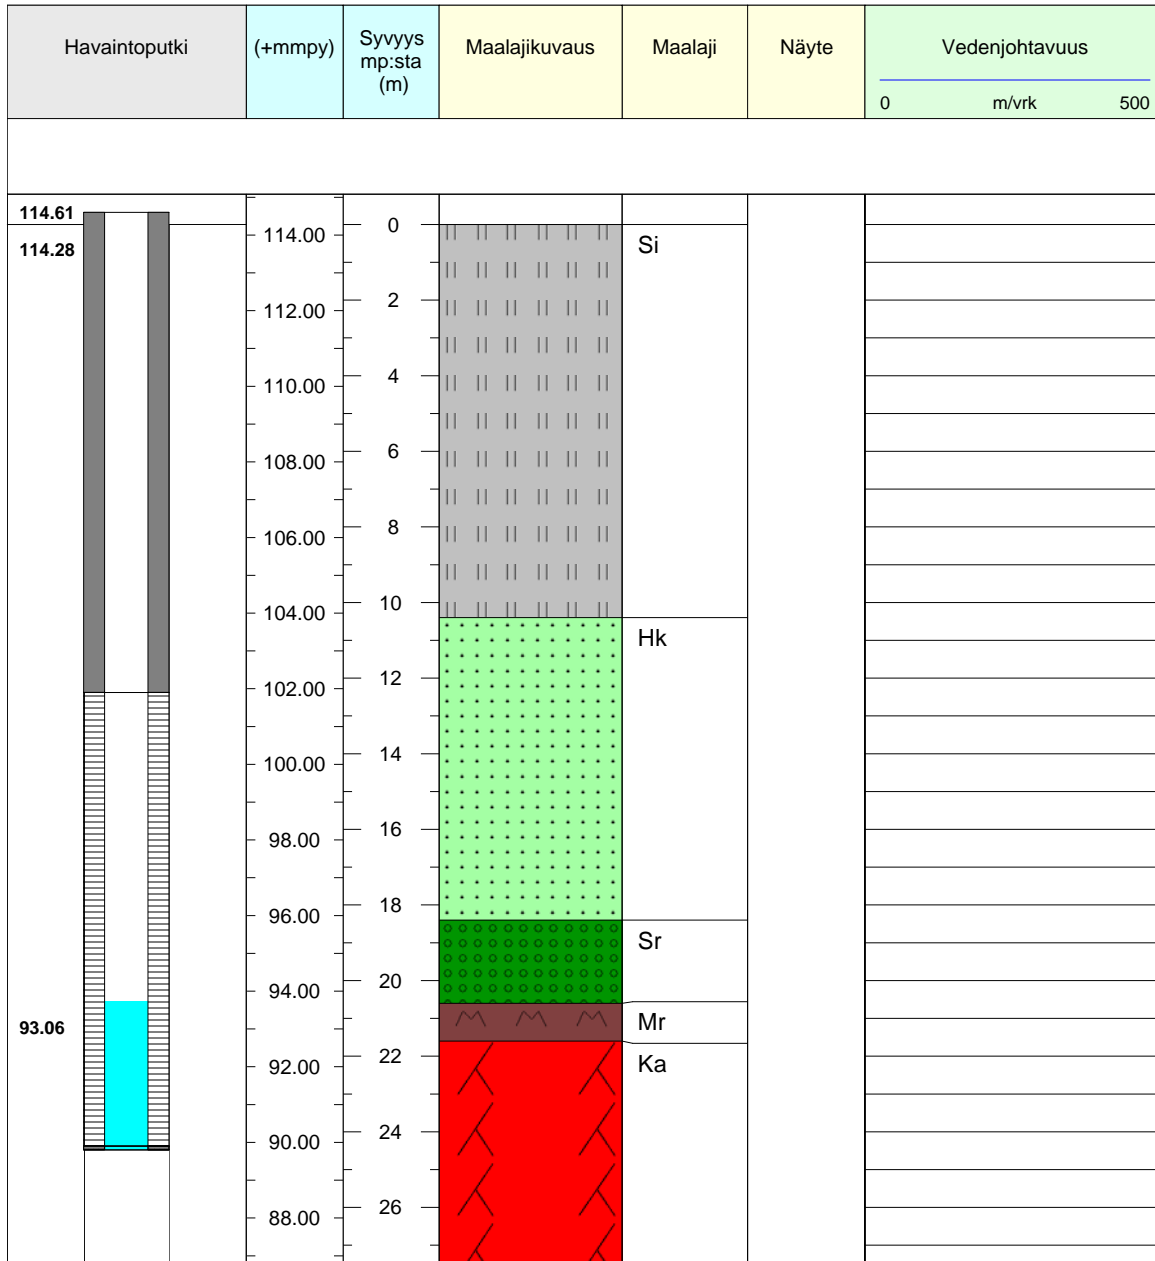 Havaintoputki
(+mmpy)
Syvyys
mp:sta
(m)
Maalajikuvaus
Maalaji
Näyte
Vedenjohtavuus
0 m/vrk 500
114.61
114.28
93.06
114.00
112.00
110.00
108.00
106.00
104.00
102.00
100.00
98.00
96.00
94.00
92.00
90.00
88.00
0
2
4
6
8
10
12
14
16
18
20
22
24
26
Si
Hk
Sr
Mr
Ka